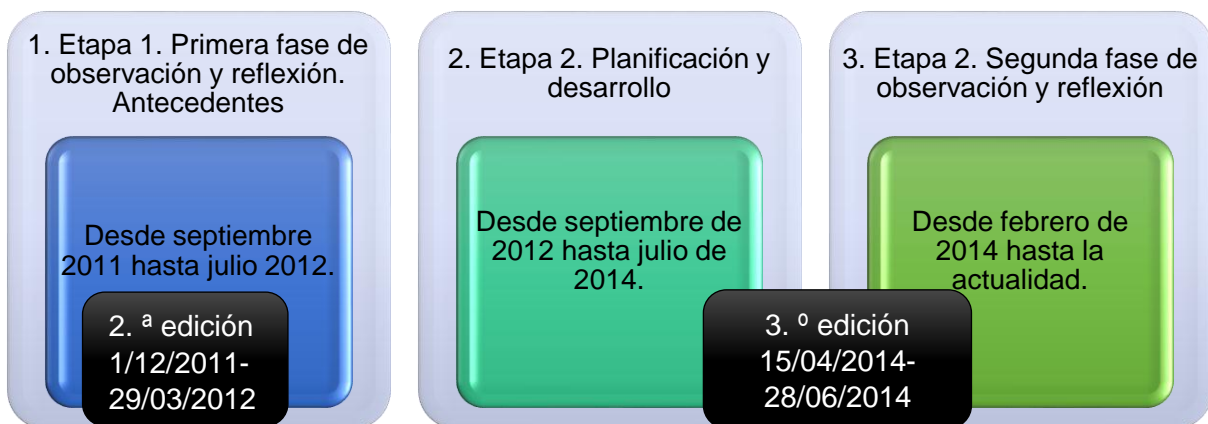 1. Etapa 1. Primera fase de
observación y reflexión.
Antecedentes
Desde septiembre
2011 hasta julio 2012.
2. ª edición
1/12/2011-
29/03/2012
2. Etapa 2. Planificación y
desarrollo
Desde septiembre de
2012 hasta julio de
2014.
3. Etapa 2. Segunda fase de
observación y reflexión
Desde febrero de
2014 hasta la
actualidad.
3. º edición
15/04/2014-
28/06/2014